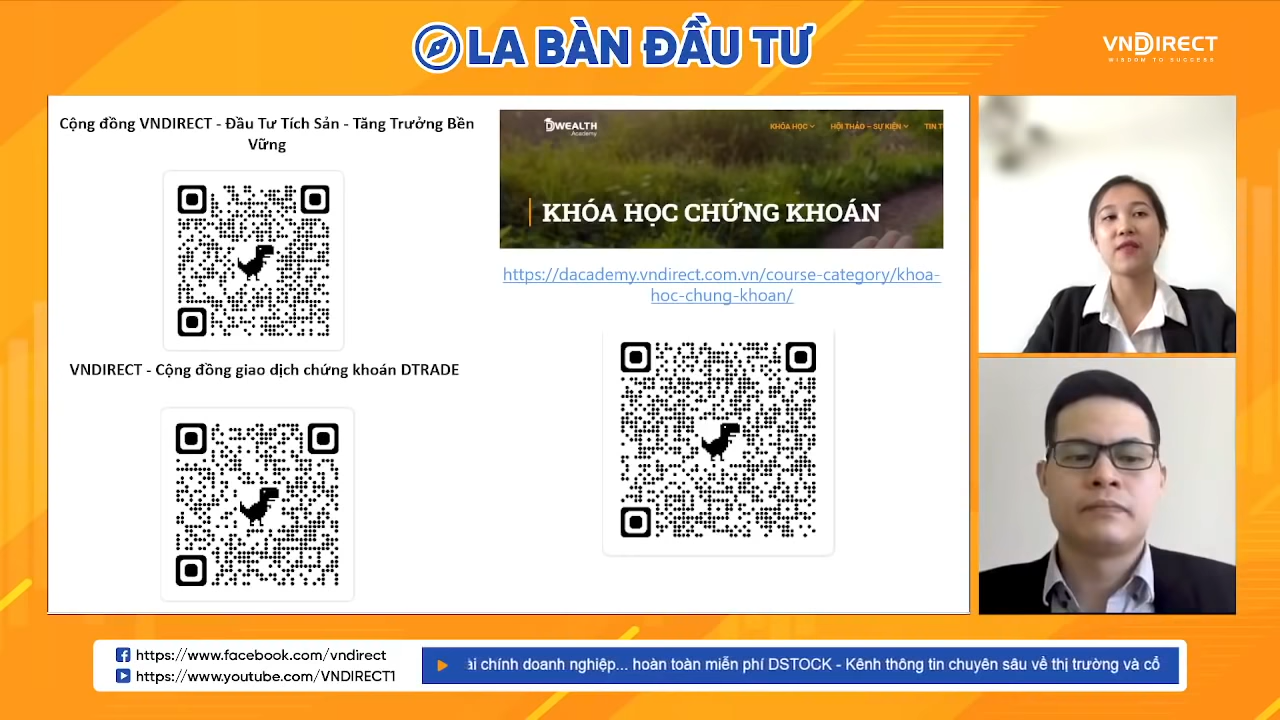 LA BÀN ĐẦU TƯ
VNDIRECT
WISDOM TO SUCCESS
Cộng đồng VNDIRECT - Đầu Tư Tích Sản - Tăng Trưởng Bền
Vững
VNDIRECT - Cộng đồng giao dịch chứng khoán DTRADE
DWEALTH
Academy
KHÓA HỌC
HỘI THẢO – SỰ KIỆN
TIN T
KHÓA HỌC CHỨNG KHOÁN
https://dacademy.vndirect.com.vn/course-category/khoa-
hoc-chung-khoan/
https://www.facebook.com/vndirect
https://www.youtube.com/VNDIRECT1
ài chính doanh nghiệp... hoàn toàn miễn phí DSTOCK - Kênh thông tin chuyên sâu về thị trường và cổ